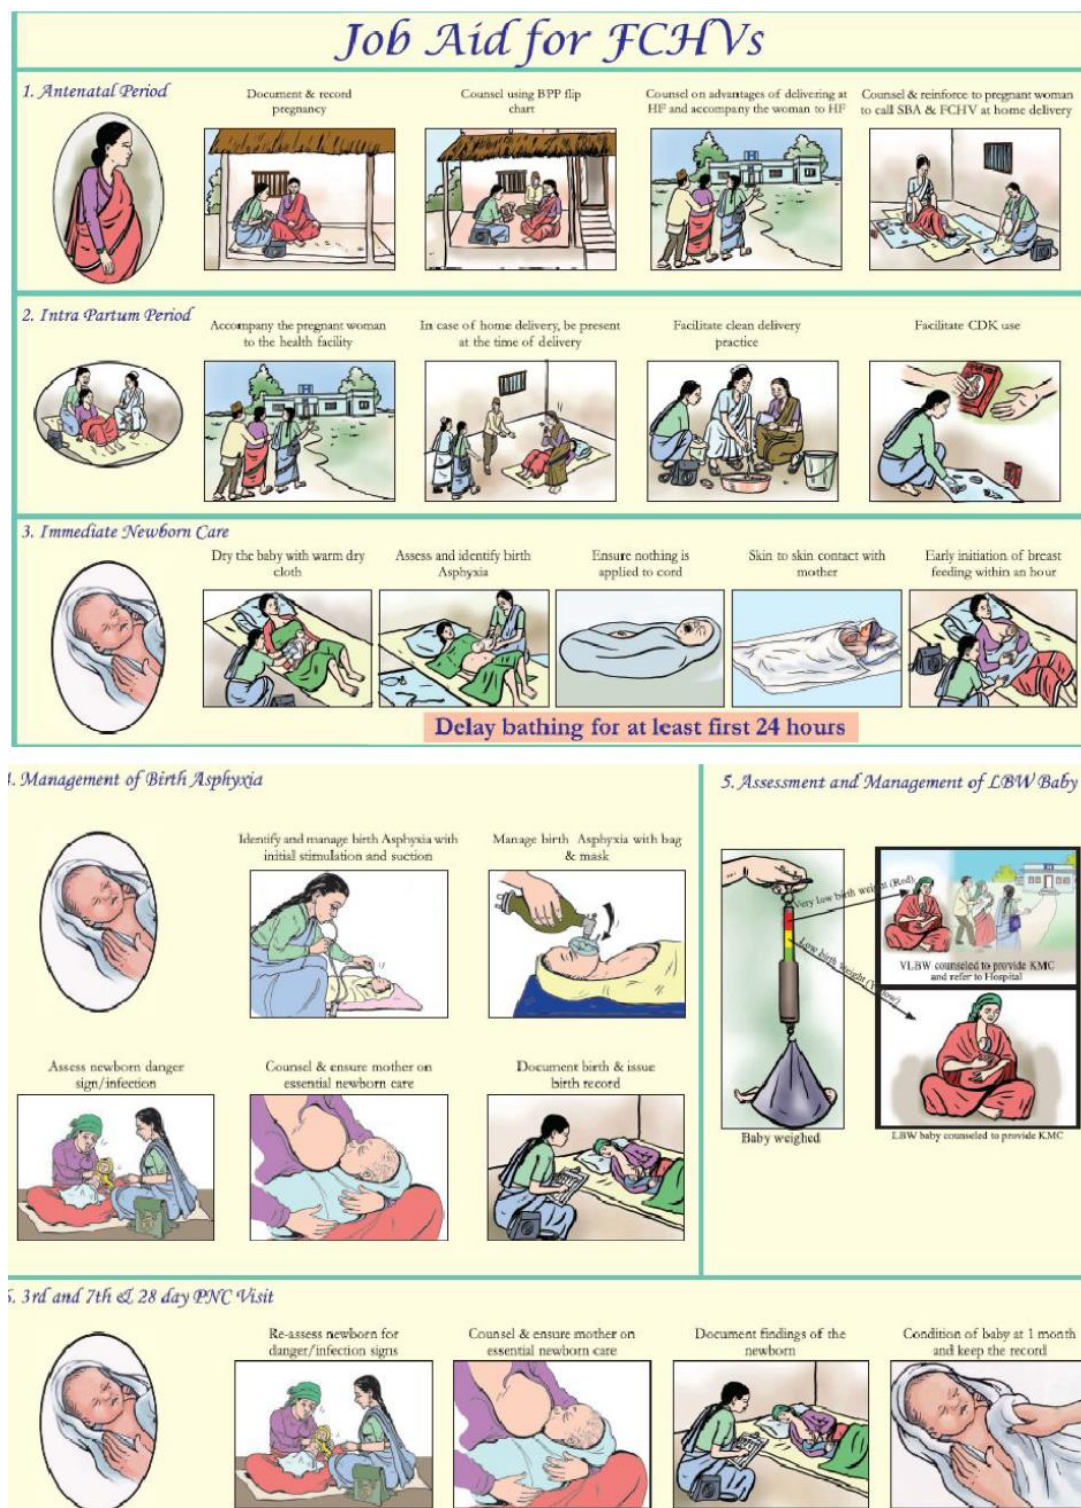 Job Aid for FCHVs
1. Antenatal Period
Document & record
pregnancy
Counsel using BPP flip
chart
Counsel on advantages of delivering at
HF and accompany the woman to HF
Counsel & reinforce to pregnant woman
to call SBA & FCHV at home delivery
H
2. Intra Partum Period
Accompany the pregnant woman
to the health facility
In case of home delivery, be present
at the time of delivery
Facilitate clean delivery
practice
Facilitate CDK use
H
3. Immediate Newborn Care
Dry the baby with warm dry
cloth
Assess and identify birth
Asphyxia
Ensure nothing is
applied to cord
Skin to skin contact with
mother
Early initiation of breast
feeding within an hour
Delay bathing for at least first 24 hours
. Management of Birth Asphyxia
Identify and manage birth Asphyxia with
initial stimulation and suction
Manage birth Asphyxia with bag
& mask
Assess newborn danger
sign/infection
Counsel & ensure mother on
essential newborn care
Document birth & issue
birth record
5. Assessment and Management of LBW Baby
Very low birth weight (Red)
Low birth weight (Yellow)
VLBW counseled to provide KMC
and refer to Hospital
Baby weighed
LBW baby counseled to provide KMC
. 3rd and 7th & 28 day PNC Visit
Re-assess newborn for
danger/infection signs
Counsel & ensure mother on
essential newborn care
Document findings of the
newborn
Condition of baby at 1 month
and keep the record